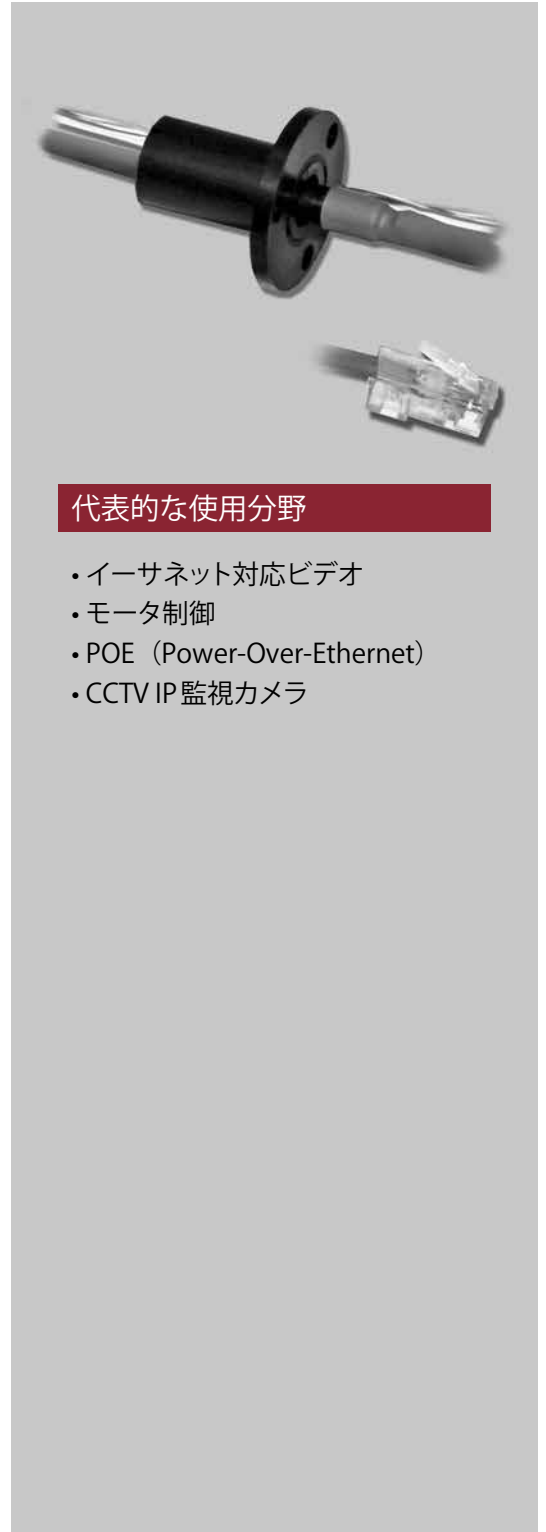 代表的な使用分野
• イーサネット対応ビデオ
• モータ制御
• POE（Power-Over-Ethernet）
• CCTV IP監視カメラ